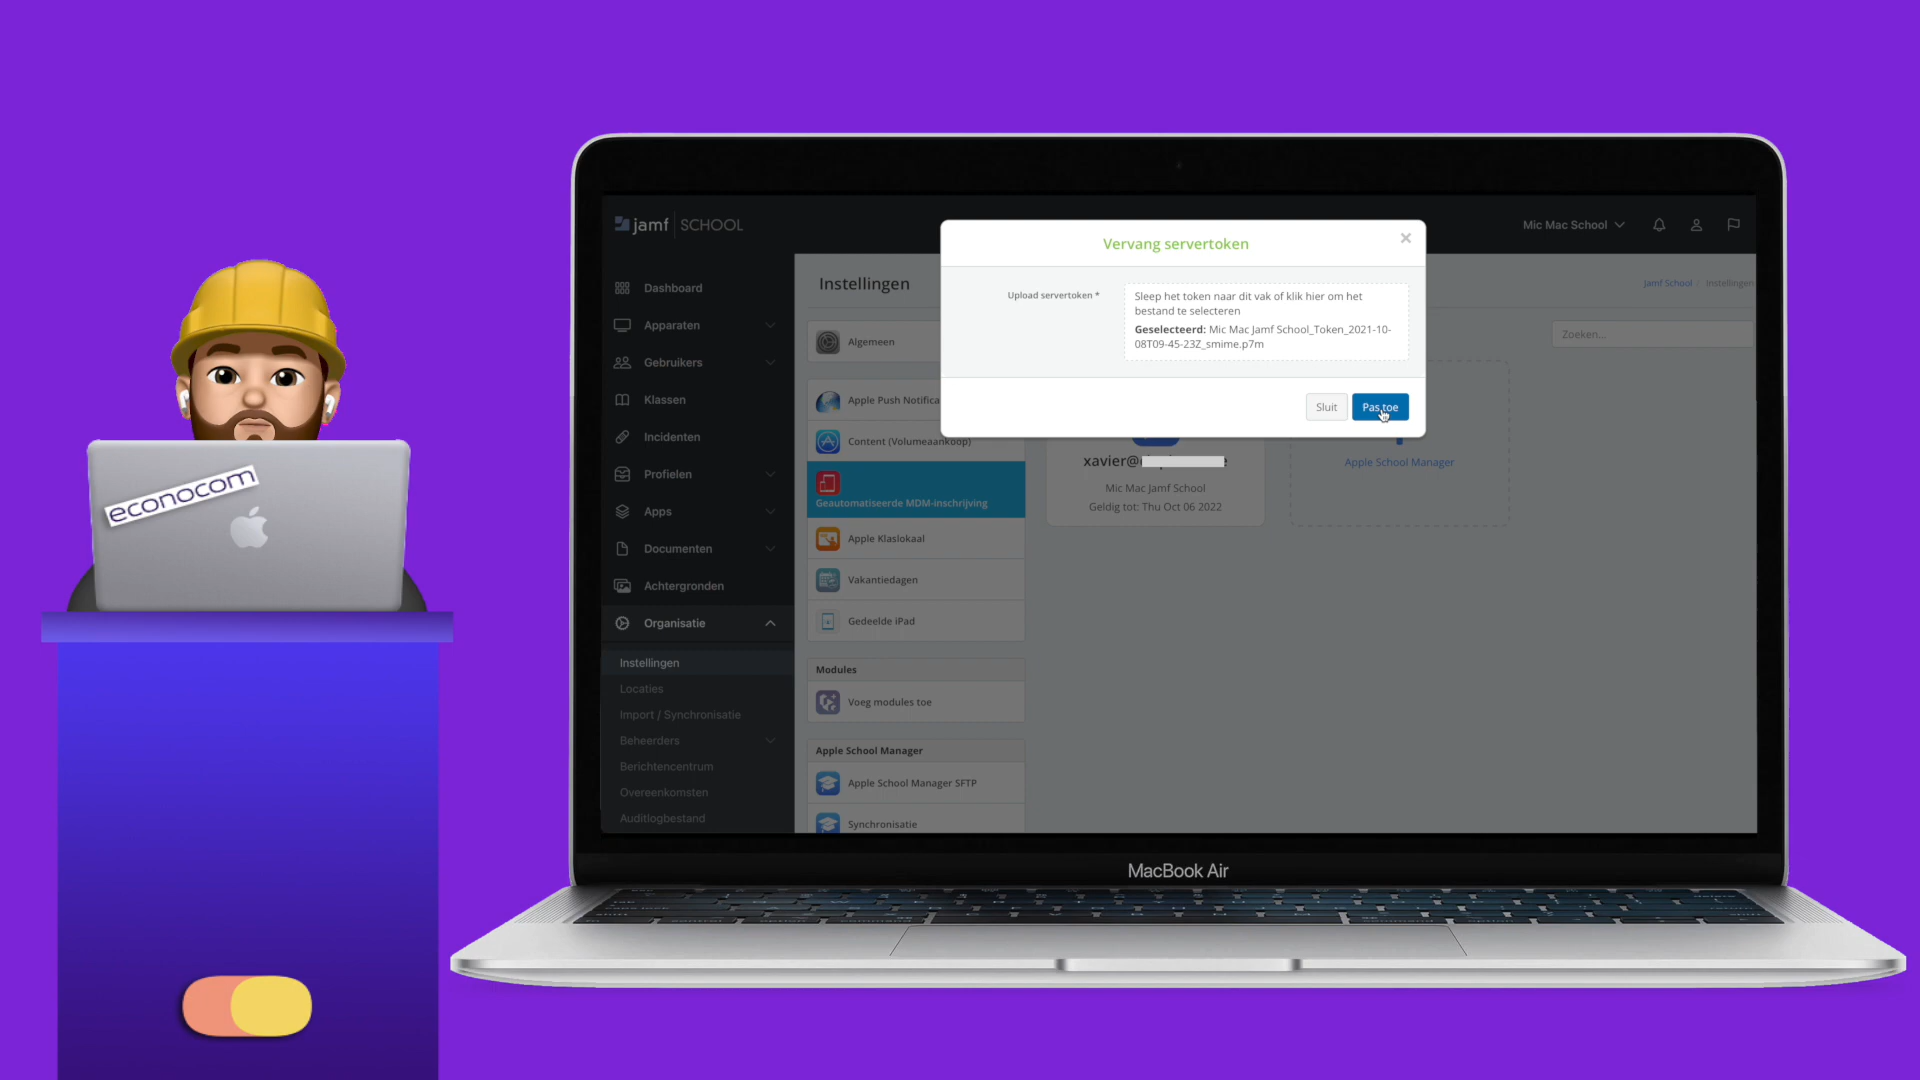 jamf SCHOOL
Mic Mac School
Dashboard
Apparaten
Gebruikers
Klassen
Incidenten
Profielen
Apps
Documenten
Achtergronden
Organisatie
Instellingen
Locaties
Import / Synchronisatie
Beheerders
Berichtencentrum
Overeenkomsten
Auditlogbestand
Instellingen
Jamf School
Instellingen
Zoeken...
Algemeen
Apple Push Notifica
Content (Volumeaankoop)
Geautomatiseerde MDM-inschrijving
Apple Klaslokaal
Vakantiedagen
Gedeelde iPad
Modules
Voeg modules toe
Apple School Manager
Apple School Manager SFTP
Synchronisatie
Vervang servertoken
Upload servertoken *
Sleep het token naar dit vak of klik hier om het
bestand te selecteren
Geselecteerd: Mic Mac Jamf School_Token_2021-10-
08T09-45-23Z_smime.p7m
Sluit
Pas toe
xavier@
Mic Mac Jamf School
Geldig tot: Thu Oct 06 2022
Apple School Manager
econocom
MacBook Air